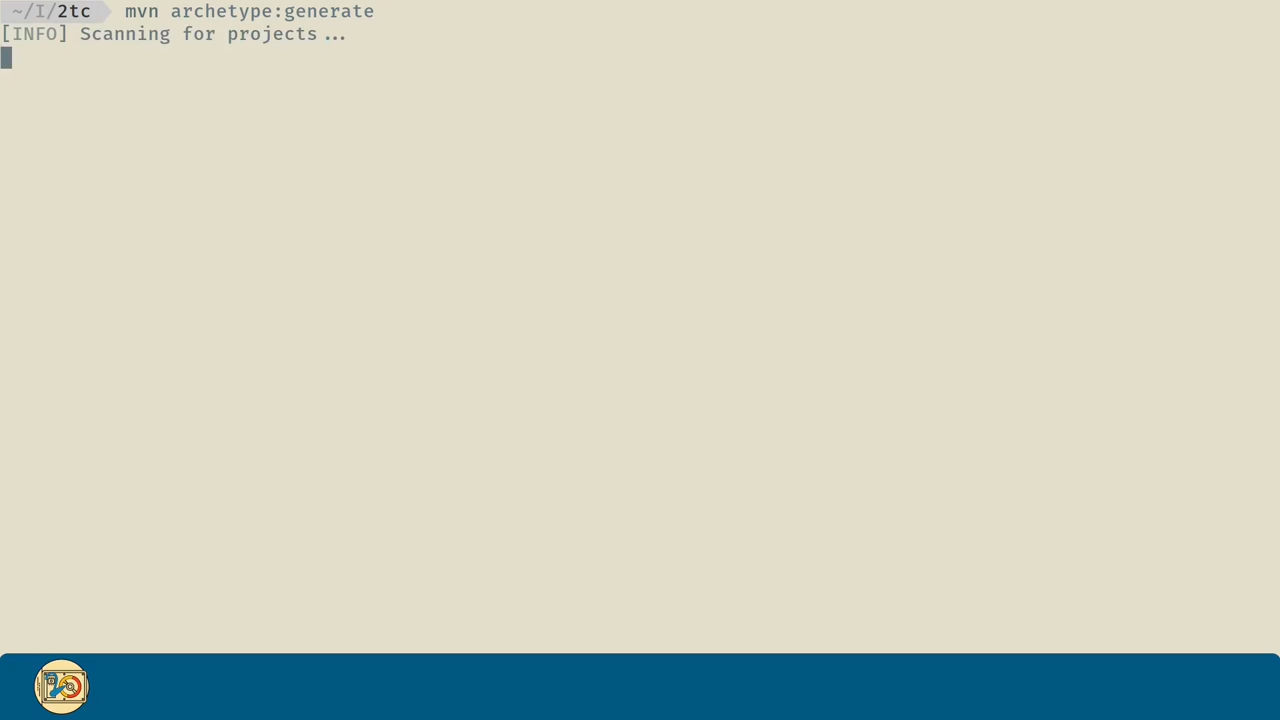 ~/I/2tc mvn archetype:generate
[INFO] Scanning for projects...